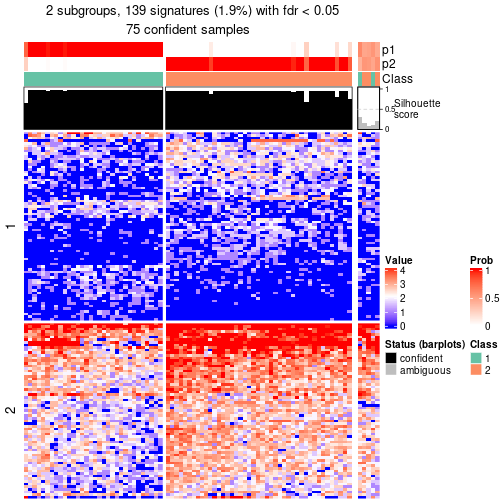 2 subgroups, 139 signatures (1.9%) with fdr < 0.05
75 confident samples
p1
p2
Class
1
0.5
0
Silhouette
score
1
2
Value
4
3
2
1
0
Prob
1
0.5
0
Status (barplots)
confident
ambiguous
Class
1
2